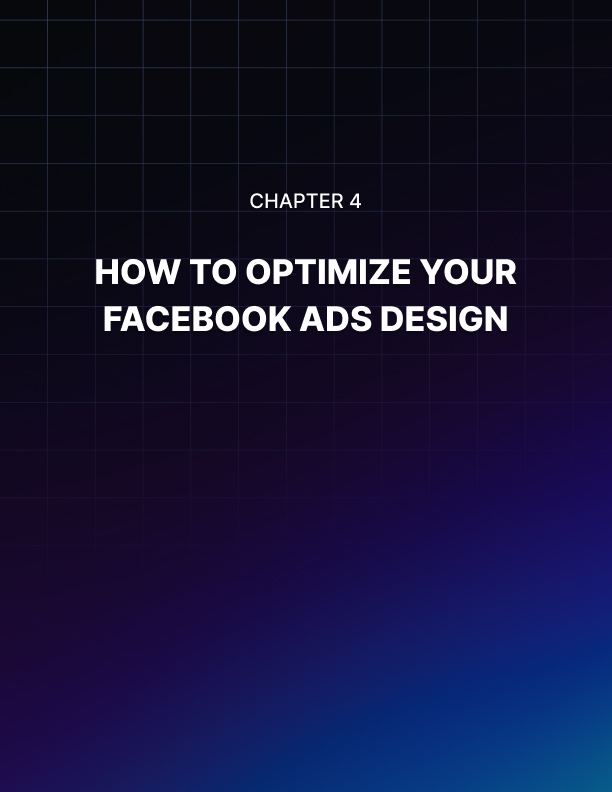 CHAPTER 4
HOW TO OPTIMIZE YOUR
FACEBOOK ADS DESIGN